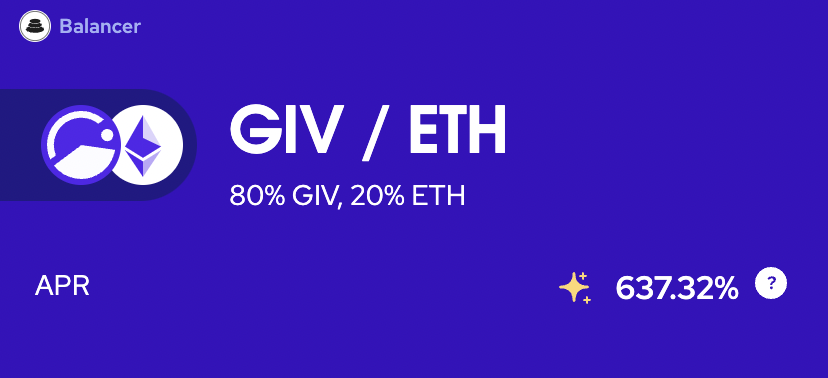 Balancer
GIV / ETH
80% GIV, 20% ETH
APR 637.32% ?